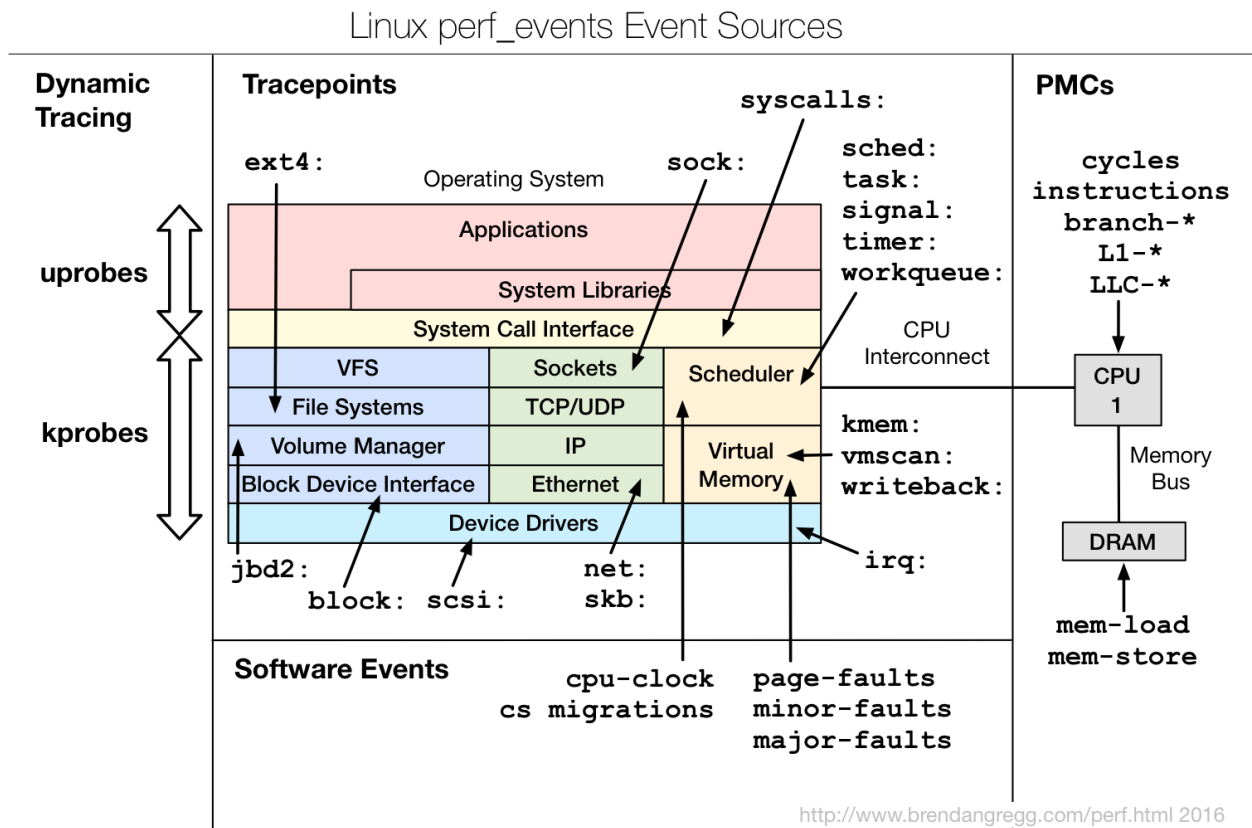 Linux perf_events Event Sources
Dynamic
Tracing
uprobes
kprobes
Tracepoints
syscalls:
ext4:
sock:
sched:
task:
signal:
timer:
workqueue:
Operating System
Applications
System Libraries
System Call Interface
VFS
Sockets
Scheduler
File Systems
TCP/UDP
Volume Manager
IP
Virtual
Memory
Block Device Interface
Ethernet
Device Drivers
CPU
Interconnect
kmem:
vmscan:
writeback:
irq:
jbd2:
block:
scsi:
net:
skb:
PMCs
cycles
instructions
branch-*
L1-*
LLC-*
CPU
1
Memory
Bus
DRAM
mem-load
mem-store
Software Events
cpu-clock
cs migrations
page-faults
minor-faults
major-faults
http://www.brendangregg.com/perf.html 2016